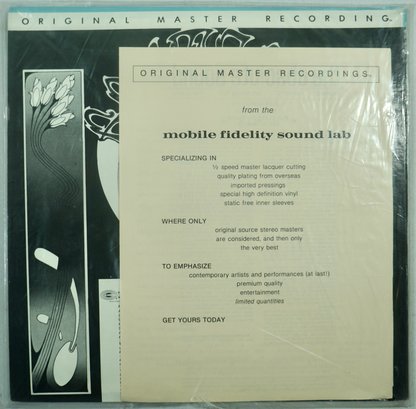 ORIGINAL MASTER RECORDING™
ORIGINAL MASTER RECORDINGS™
from the
mobile fidelity sound lab
SPECIALIZING IN
½ speed master lacquer cutting
quality plating from overseas
imported pressings
special high definition vinyl
static free inner sleeves
WHERE ONLY
original source stereo masters
are considered, and then only
the very best
TO EMPHASIZE
contemporary artists and performances (at last!)
premium quality
entertainment
limited quantities
GET YOURS TODAY